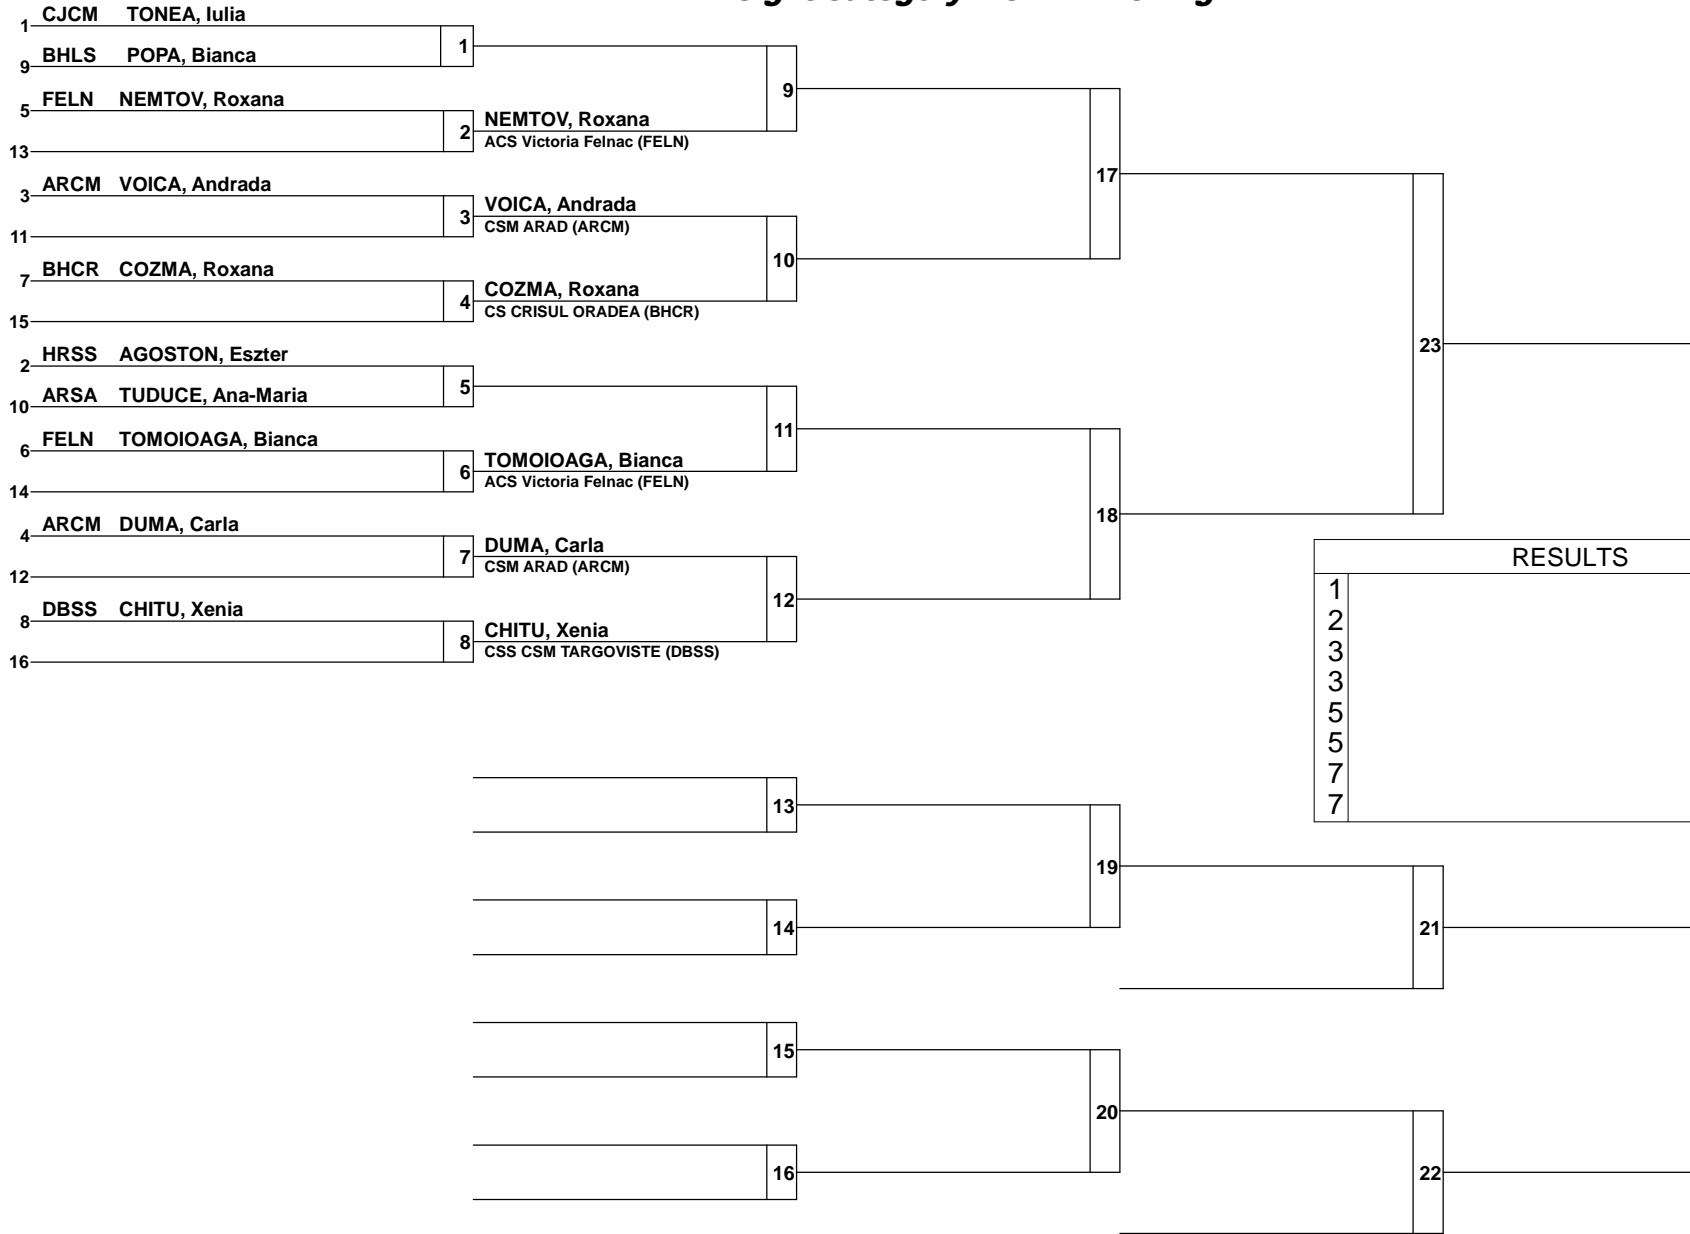 1 CJCM TONEA, Iulia
9 BHLS POPA, Bianca
1
5 FELN NEMTOV, Roxana
13
2 NEMTOV, Roxana
ACS Victoria Felnac (FELN)
9
3 ARCM VOICA, Andrada
11
3 VOICA, Andrada
CSM ARAD (ARCM)
17
7 BHCR COZMA, Roxana
15
4 COZMA, Roxana
CS CRISUL ORADEA (BHCR)
10
2 HRSS AGOSTON, Eszter
10 ARSA TUDUCE, Ana-Maria
5
23
6 FELN TOMOIOAGA, Bianca
14
6 TOMOIOAGA, Bianca
ACS Victoria Felnac (FELN)
11
4 ARCM DUMA, Carla
12
7 DUMA, Carla
CSM ARAD (ARCM)
18
8 DBSS CHITU, Xenia
16
8 CHITU, Xenia
CSS CSM TARGOVISTE (DBSS)
12
RESULTS
1
2
3
3
5
5
7
7
13
19
14
21
15
20
16
22